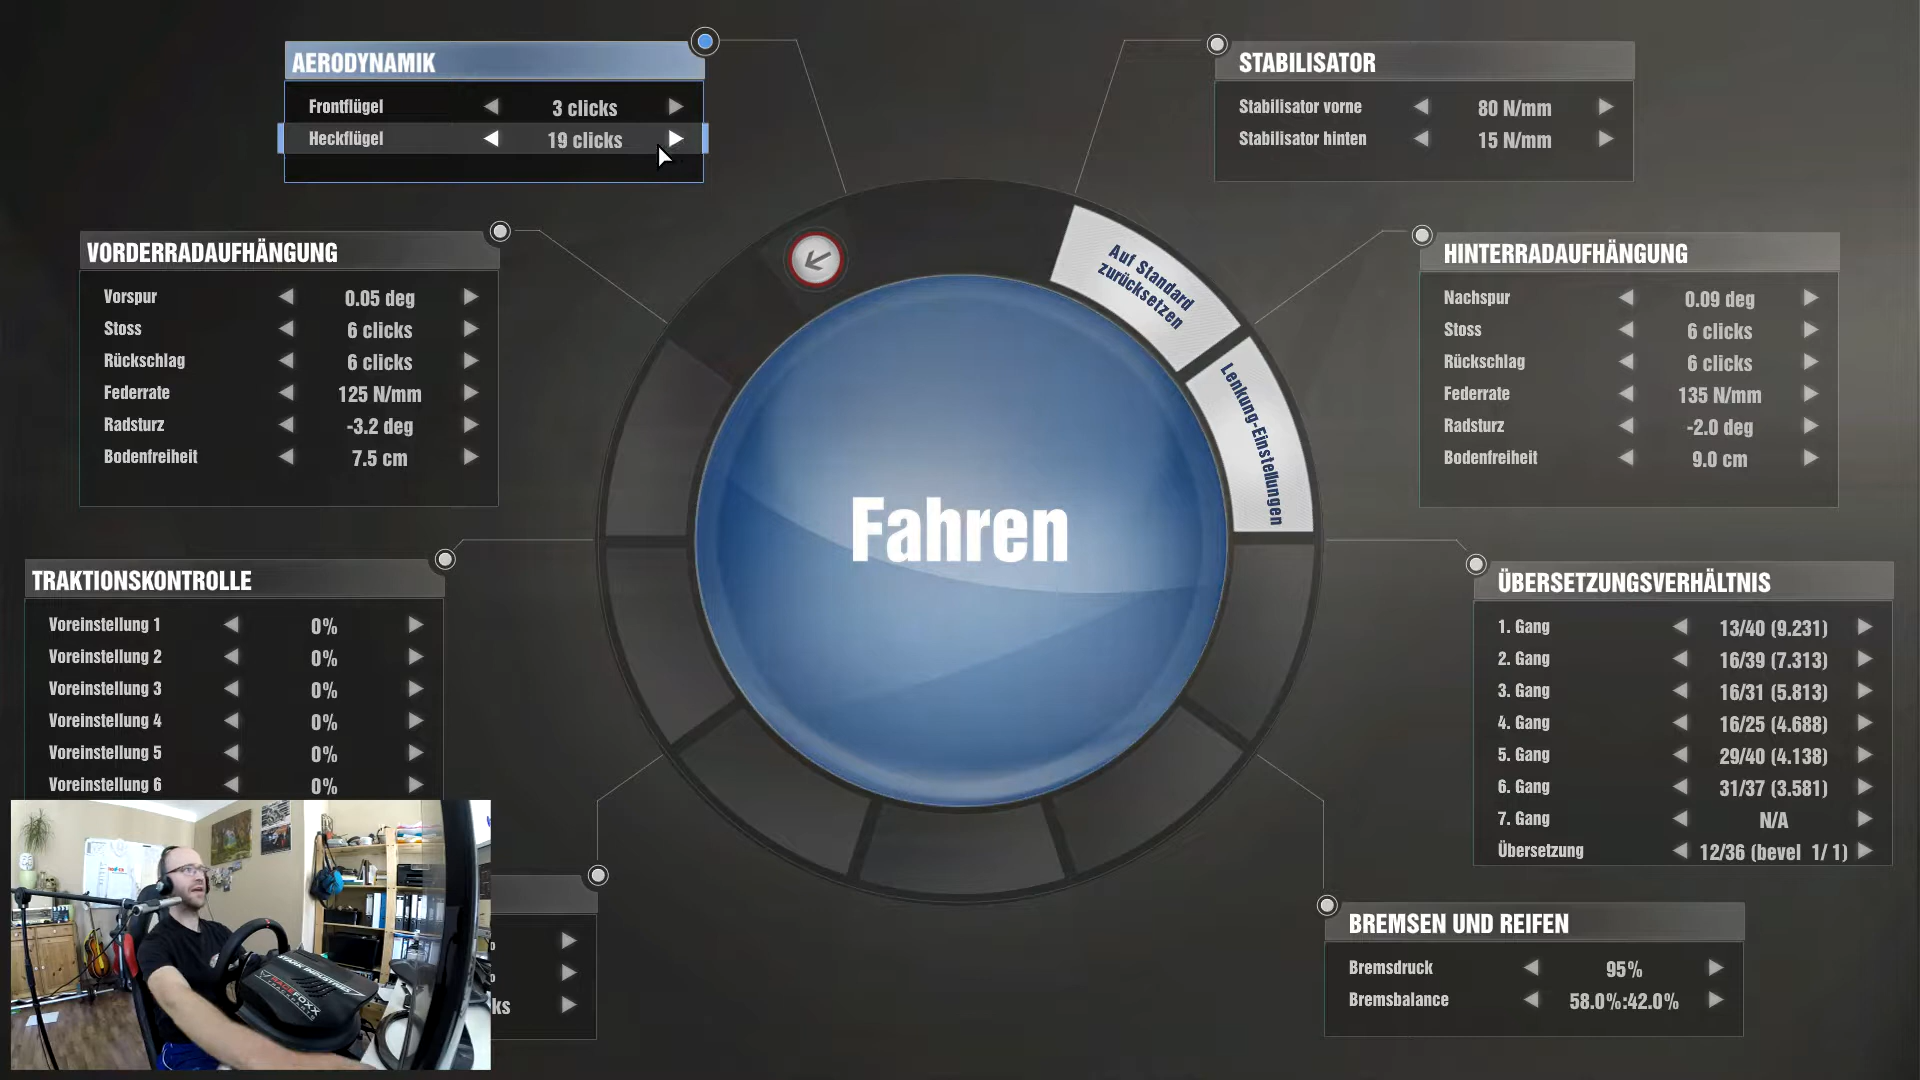 AERODYNAMIK
Frontflügel 3 clicks
Heckflügel 19 clicks
STABILISATOR
Stabilisator vorne 80 N/mm
Stabilisator hinten 15 N/mm
VORDERRADAUFHÄNGUNG
Vorspur 0.05 deg
Stoss 6 clicks
Rückschlag 6 clicks
Federrate 125 N/mm
Radsturz -3.2 deg
Bodenfreiheit 7.5 cm
Auf Standard
zurücksetzen
Lenkung-Einstellungen
HINTERRADAUFHÄNGUNG
Nachspur 0.09 deg
Stoss 6 clicks
Rückschlag 6 clicks
Federrate 135 N/mm
Radsturz -2.0 deg
Bodenfreiheit 9.0 cm
Fahren
TRAKTIONSKONTROLLE
Voreinstellung 1 0%
Voreinstellung 2 0%
Voreinstellung 3 0%
Voreinstellung 4 0%
Voreinstellung 5 0%
Voreinstellung 6 0%
ÜBERSETZUNGSVERHÄLTNIS
1. Gang 13/40 (9.231)
2. Gang 16/39 (7.313)
3. Gang 16/31 (5.813)
4. Gang 16/25 (4.688)
5. Gang 29/40 (4.138)
6. Gang 31/37 (3.581)
7. Gang N/A
Übersetzung 12/36 (bevel 1/ 1)
BREMSEN UND REIFEN
Bremsdruck 95%
Bremsbalance 58.0%:42.0%
STARK INDUSTRIES
RACEFOXX